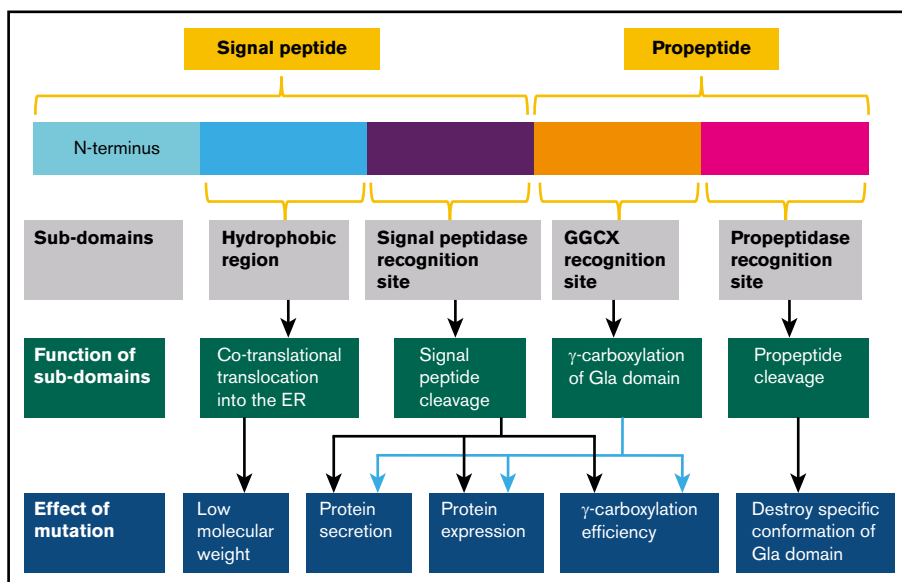 Signal peptide
Propeptide
N-terminus
Sub-domains
Hydrophobic
region
Signal peptidase
recognition
site
GGCX
recognition
site
Propeptidase
recognition
site
Function of
sub-domains
Co-translational
translocation
into the ER
Signal
peptide
cleavage
γ-carboxylation
of Gla domain
Propeptide
cleavage
Effect of
mutation
Low
molecular
weight
Protein
secretion
Protein
expression
γ-carboxylation
efficiency
Destroy specific
conformation of
Gla domain